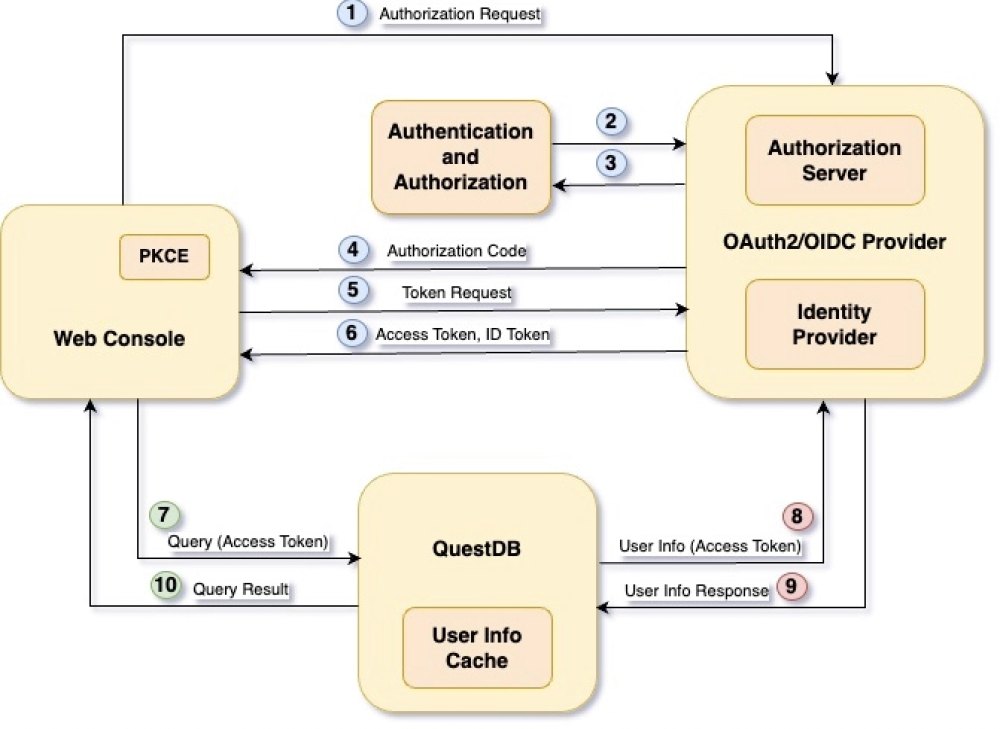 1 Authorization Request
Authentication
and
Authorization
2
3
Authorization
Server
OAuth2/OIDC Provider
Identity
Provider
PKCE
Web Console
4 Authorization Code
5 Token Request
6 Access Token, ID Token
7
Query (Access Token)
10 Query Result
QuestDB
User Info
Cache
8
User Info (Access Token)
User Info Response 9